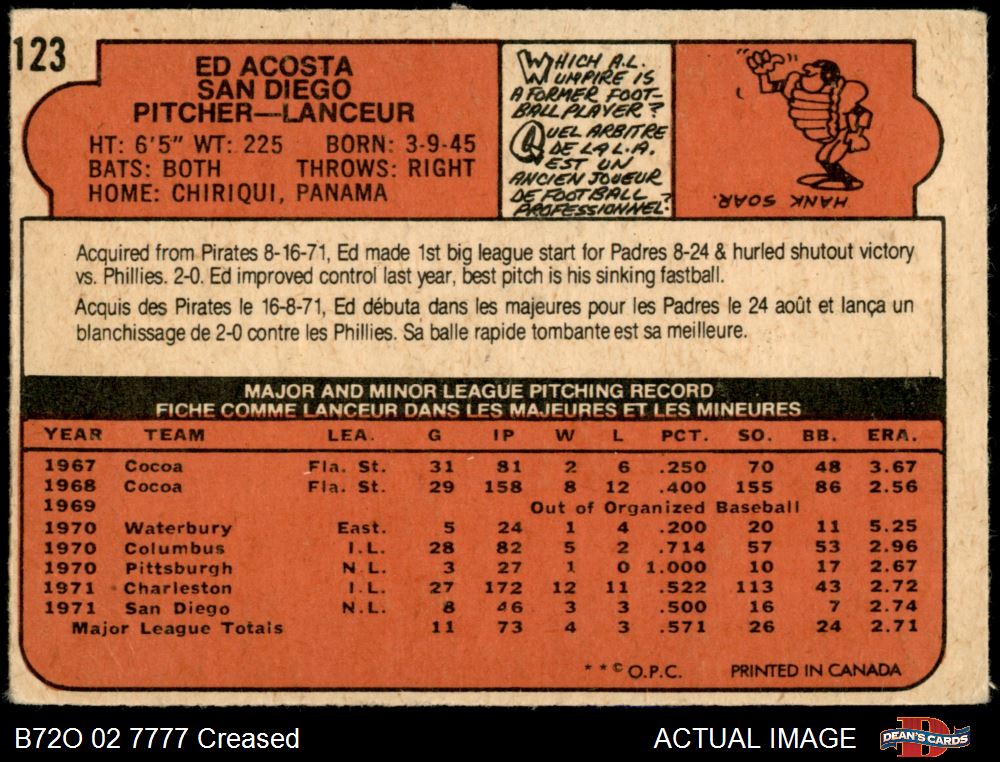 123
ED ACOSTA
SAN DIEGO
PITCHER—LANCEUR
HT: 6'5" WT: 225 BORN: 3-9-45
BATS: BOTH THROWS: RIGHT
HOME: CHIRIQUI, PANAMA
WHICH A.L.
UMPIRE IS
A FORMER FOOT-
BALL PLAYER?
QUEL ARBITRE
DE LA L.A.
EST UN
ANCIEN JOUEUR
DE FOOTBALL
PROFESSIONNEL?
HANK SOAR.
Acquired from Pirates 8-16-71, Ed made 1st big league start for Padres 8-24 & hurled shutout victory
vs. Phillies. 2-0. Ed improved control last year, best pitch is his sinking fastball.
Acquis des Pirates le 16-8-71, Ed débuta dans les majeures pour les Padres le 24 août et lança un
blanchissage de 2-0 contre les Phillies. Sa balle rapide tombante est sa meilleure.
MAJOR AND MINOR LEAGUE PITCHING RECORD
FICHE COMME LANCEUR DANS LES MAJEURES ET LES MINEURES
YEAR TEAM LEA. G IP W L PCT. SO. BB. ERA.
1967 Cocoa Fla. St. 31 81 2 6 .250 70 48 3.67
1968 Cocoa Fla. St. 29 158 8 12 .400 155 86 2.56
1969 Out of Organized Baseball
1970 Waterbury East. 5 24 1 4 .200 20 11 5.25
1970 Columbus I.L. 28 82 5 2 .714 57 53 2.96
1970 Pittsburgh N.L. 3 27 1 0 1.000 10 17 2.67
1971 Charleston I.L. 27 172 12 11 .522 113 43 2.72
1971 San Diego N.L. 8 46 3 3 .500 16 7 2.74
Major League Totals 11 73 4 3 .571 26 24 2.71
* * © O.P.C. PRINTED IN CANADA
B72O 02 7777 Creased ACTUAL IMAGE
D
DEAN'S CARDS